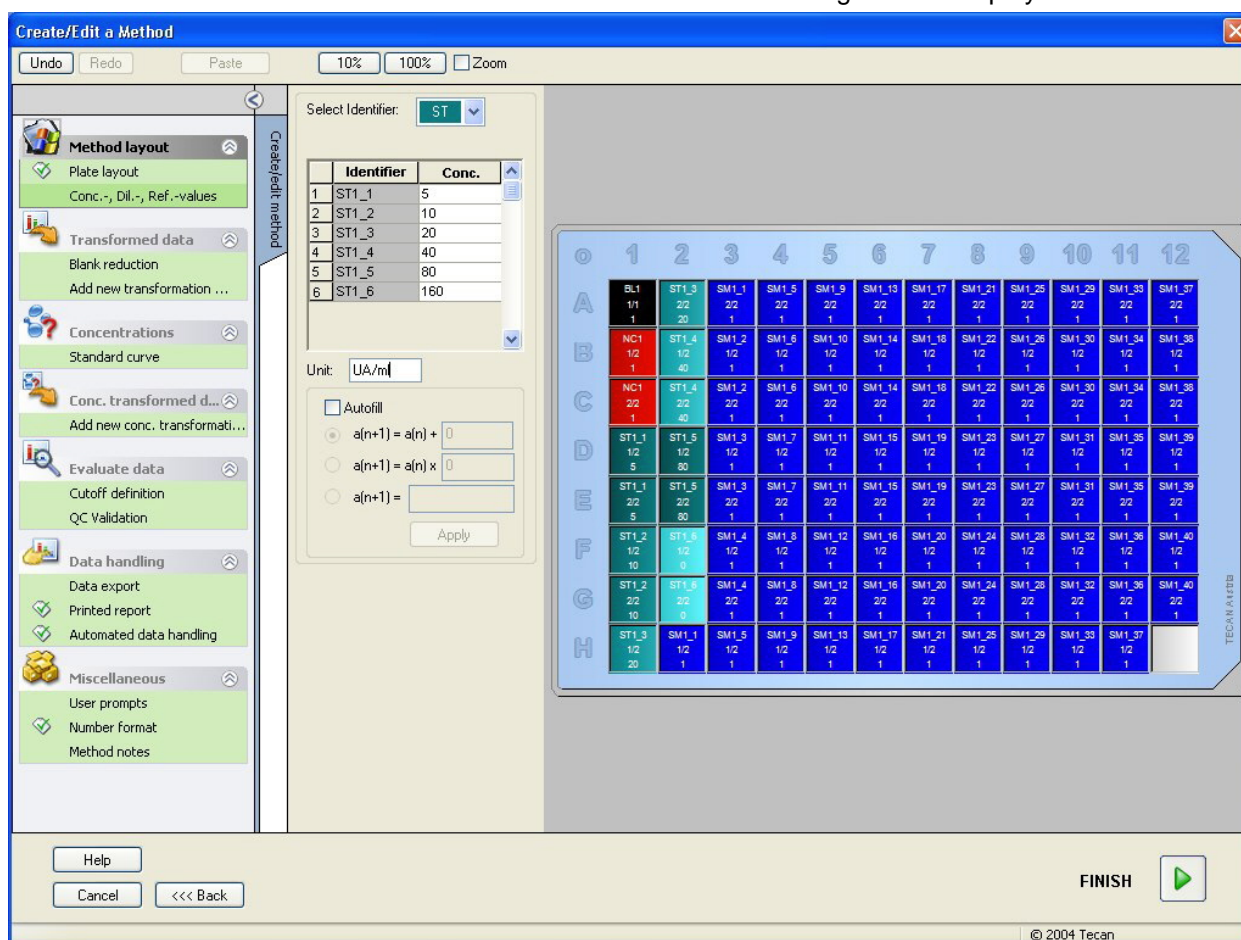 Create/Edit a Method
Undo Redo Paste 10% 100% Zoom
Create/edit method
Method layout
Plate layout
Conc.-, Dil.-, Ref.-values
Transformed data
Blank reduction
Add new transformation ...
Concentrations
Standard curve
Conc. transformed d...
Add new conc. transformati...
Evaluate data
Cutoff definition
QC Validation
Data handling
Data export
Printed report
Automated data handling
Miscellaneous
User prompts
Number format
Method notes
Select Identifier: ST
Identifier Conc.
1 ST1_1 5
2 ST1_2 10
3 ST1_3 20
4 ST1_4 40
5 ST1_5 80
6 ST1_6 160
Unit: UA/ml
Autofill
a(n+1) = a(n) + 0
a(n+1) = a(n) x 0
a(n+1) =
Apply
1 2 3 4 5 6 7 8 9 10 11 12
A
BL1 ST1_3 SM1_1 SM1_5 SM1_9 SM1_13 SM1_17 SM1_21 SM1_25 SM1_29 SM1_33 SM1_37
1/1 2/2 2/2 2/2 2/2 2/2 2/2 2/2 2/2 2/2 2/2 2/2
1 20 1 1 1 1 1 1 1 1 1 1
B
NC1 ST1_4 SM1_2 SM1_6 SM1_10 SM1_14 SM1_18 SM1_22 SM1_26 SM1_30 SM1_34 SM1_38
1/2 1/2 1/2 1/2 1/2 1/2 1/2 1/2 1/2 1/2 1/2 1/2
1 40 1 1 1 1 1 1 1 1 1 1
C
NC1 ST1_4 SM1_2 SM1_6 SM1_10 SM1_14 SM1_18 SM1_22 SM1_26 SM1_30 SM1_34 SM1_38
2/2 2/2 2/2 2/2 2/2 2/2 2/2 2/2 2/2 2/2 2/2 2/2
1 40 1 1 1 1 1 1 1 1 1 1
D
ST1_1 ST1_5 SM1_3 SM1_7 SM1_11 SM1_15 SM1_19 SM1_23 SM1_27 SM1_31 SM1_35 SM1_39
1/2 1/2 1/2 1/2 1/2 1/2 1/2 1/2 1/2 1/2 1/2 1/2
5 80 1 1 1 1 1 1 1 1 1 1
E
ST1_1 ST1_5 SM1_3 SM1_7 SM1_11 SM1_15 SM1_19 SM1_23 SM1_27 SM1_31 SM1_35 SM1_39
2/2 2/2 2/2 2/2 2/2 2/2 2/2 2/2 2/2 2/2 2/2 2/2
5 80 1 1 1 1 1 1 1 1 1 1
F
ST1_2 ST1_6 SM1_4 SM1_8 SM1_12 SM1_16 SM1_20 SM1_24 SM1_28 SM1_32 SM1_36 SM1_40
1/2 1/2 1/2 1/2 1/2 1/2 1/2 1/2 1/2 1/2 1/2 1/2
10 0 1 1 1 1 1 1 1 1 1 1
G
ST1_2 ST1_6 SM1_4 SM1_8 SM1_12 SM1_16 SM1_20 SM1_24 SM1_28 SM1_32 SM1_36 SM1_40
2/2 2/2 2/2 2/2 2/2 2/2 2/2 2/2 2/2 2/2 2/2 2/2
10 0 1 1 1 1 1 1 1 1 1 1
H
ST1_3 SM1_1 SM1_5 SM1_9 SM1_13 SM1_17 SM1_21 SM1_25 SM1_29 SM1_33 SM1_37
1/2 1/2 1/2 1/2 1/2 1/2 1/2 1/2 1/2 1/2 1/2
20 1 1 1 1 1 1 1 1 1 1
TECAN Austria
Help
Cancel <<< Back
FINISH
© 2004 Tecan